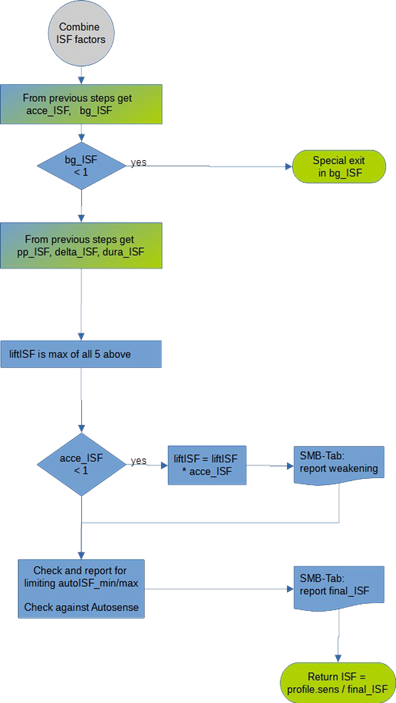 Combine
ISF factors
From previous steps get
acce_ISF, bg_ISF
bg_ISF
< 1
yes
Special exit
in bg_ISF
From previous steps get
pp_ISF, delta_ISF, dura_ISF
liftISF is max of all 5 above
acce_ISF
< 1
yes
liftISF = liftISF
* acce_ISF
SMB-Tab:
report weakening
Check and report for
limiting autoISF_min/max
Check against Autosense
SMB-Tab:
report final_ISF
Return ISF =
profile.sens / final_ISF